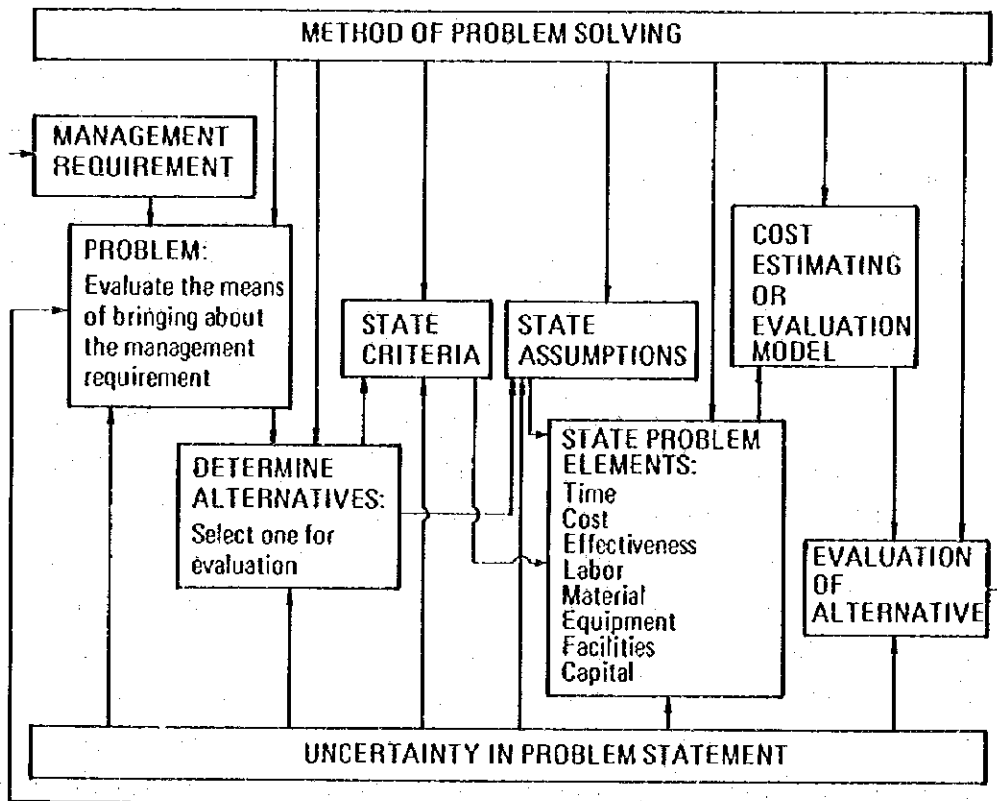 METHOD OF PROBLEM SOLVING
MANAGEMENT
REQUIREMENT
PROBLEM:
Evaluate the means
of bringing about
the management
requirement
DETERMINE
ALTERNATIVES:
Select one for
evaluation
STATE
CRITERIA
STATE
ASSUMPTIONS
STATE PROBLEM
ELEMENTS:
Time
Cost
Effectiveness
Labor
Material
Equipment
Facilities
Capital
COST
ESTIMATING
OR
EVALUATION
MODEL
EVALUATION
OF
ALTERNATIVE
UNCERTAINTY IN PROBLEM STATEMENT